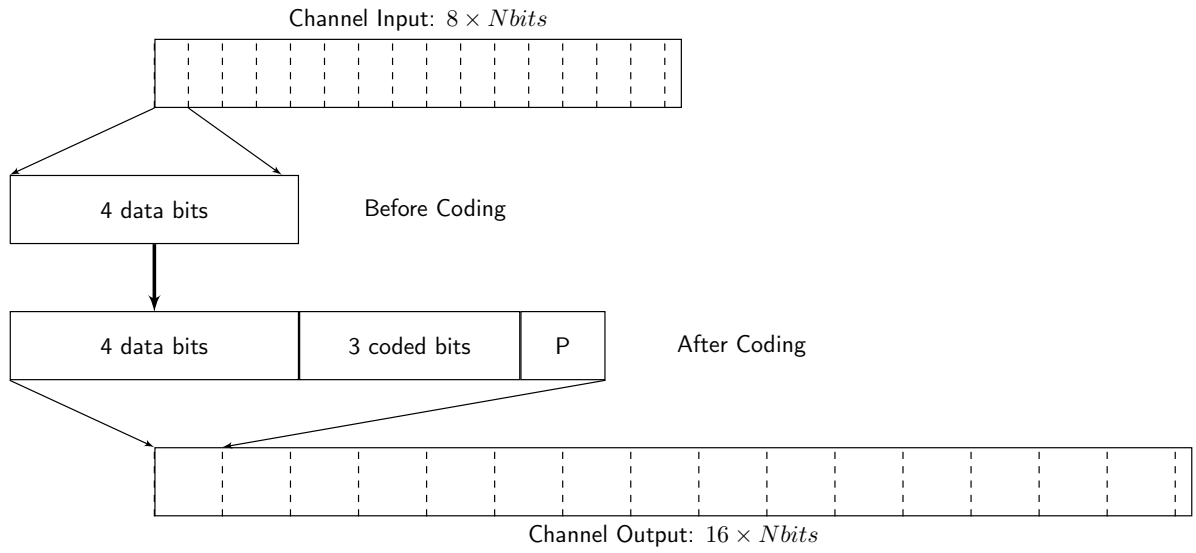 Channel Input: 8 × Nbits
4 data bits
Before Coding
4 data bits
3 coded bits
P
After Coding
Channel Output: 16 × Nbits